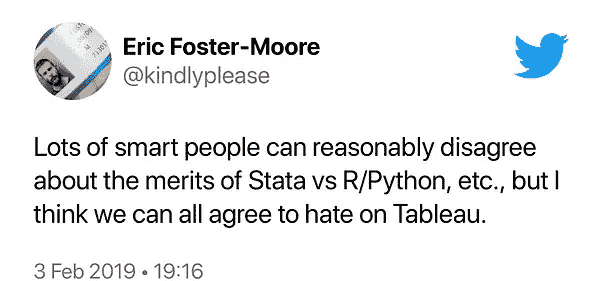 Eric Foster-Moore
@kindlyplease
Lots of smart people can reasonably disagree
about the merits of Stata vs R/Python, etc., but I
think we can all agree to hate on Tableau.
3 Feb 2019 • 19:16